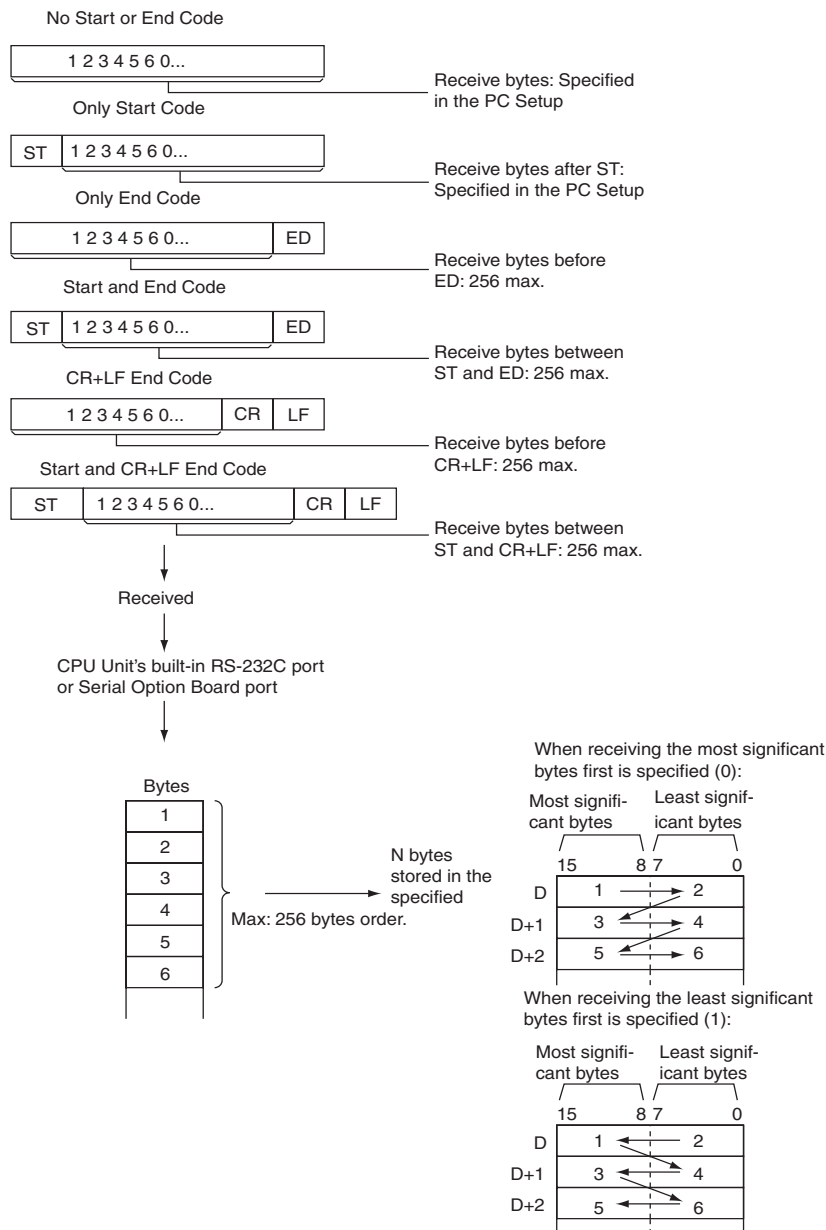 No Start or End Code
1 2 3 4 5 6 0...
Receive bytes: Specified
in the PC Setup
Only Start Code
ST 1 2 3 4 5 6 0...
Receive bytes after ST:
Specified in the PC Setup
Only End Code
1 2 3 4 5 6 0... ED
Receive bytes before
ED: 256 max.
Start and End Code
ST 1 2 3 4 5 6 0... ED
Receive bytes between
ST and ED: 256 max.
CR+LF End Code
1 2 3 4 5 6 0... CR LF
Receive bytes before
CR+LF: 256 max.
Start and CR+LF End Code
ST 1 2 3 4 5 6 0... CR LF
Receive bytes between
ST and CR+LF: 256 max.
Received
CPU Unit's built-in RS-232C port
or Serial Option Board port
Bytes
1
2
3
4
5
6
Max: 256 bytes
N bytes
stored in the
specified
order.
When receiving the most significant
bytes first is specified (0):
Most signifi-
cant bytes
Least signif-
icant bytes
15 8 7 0
D 1 2
D+1 3 4
D+2 5 6
When receiving the least significant
bytes first is specified (1):
Most signifi-
cant bytes
Least signif-
icant bytes
15 8 7 0
D 1 2
D+1 3 4
D+2 5 6